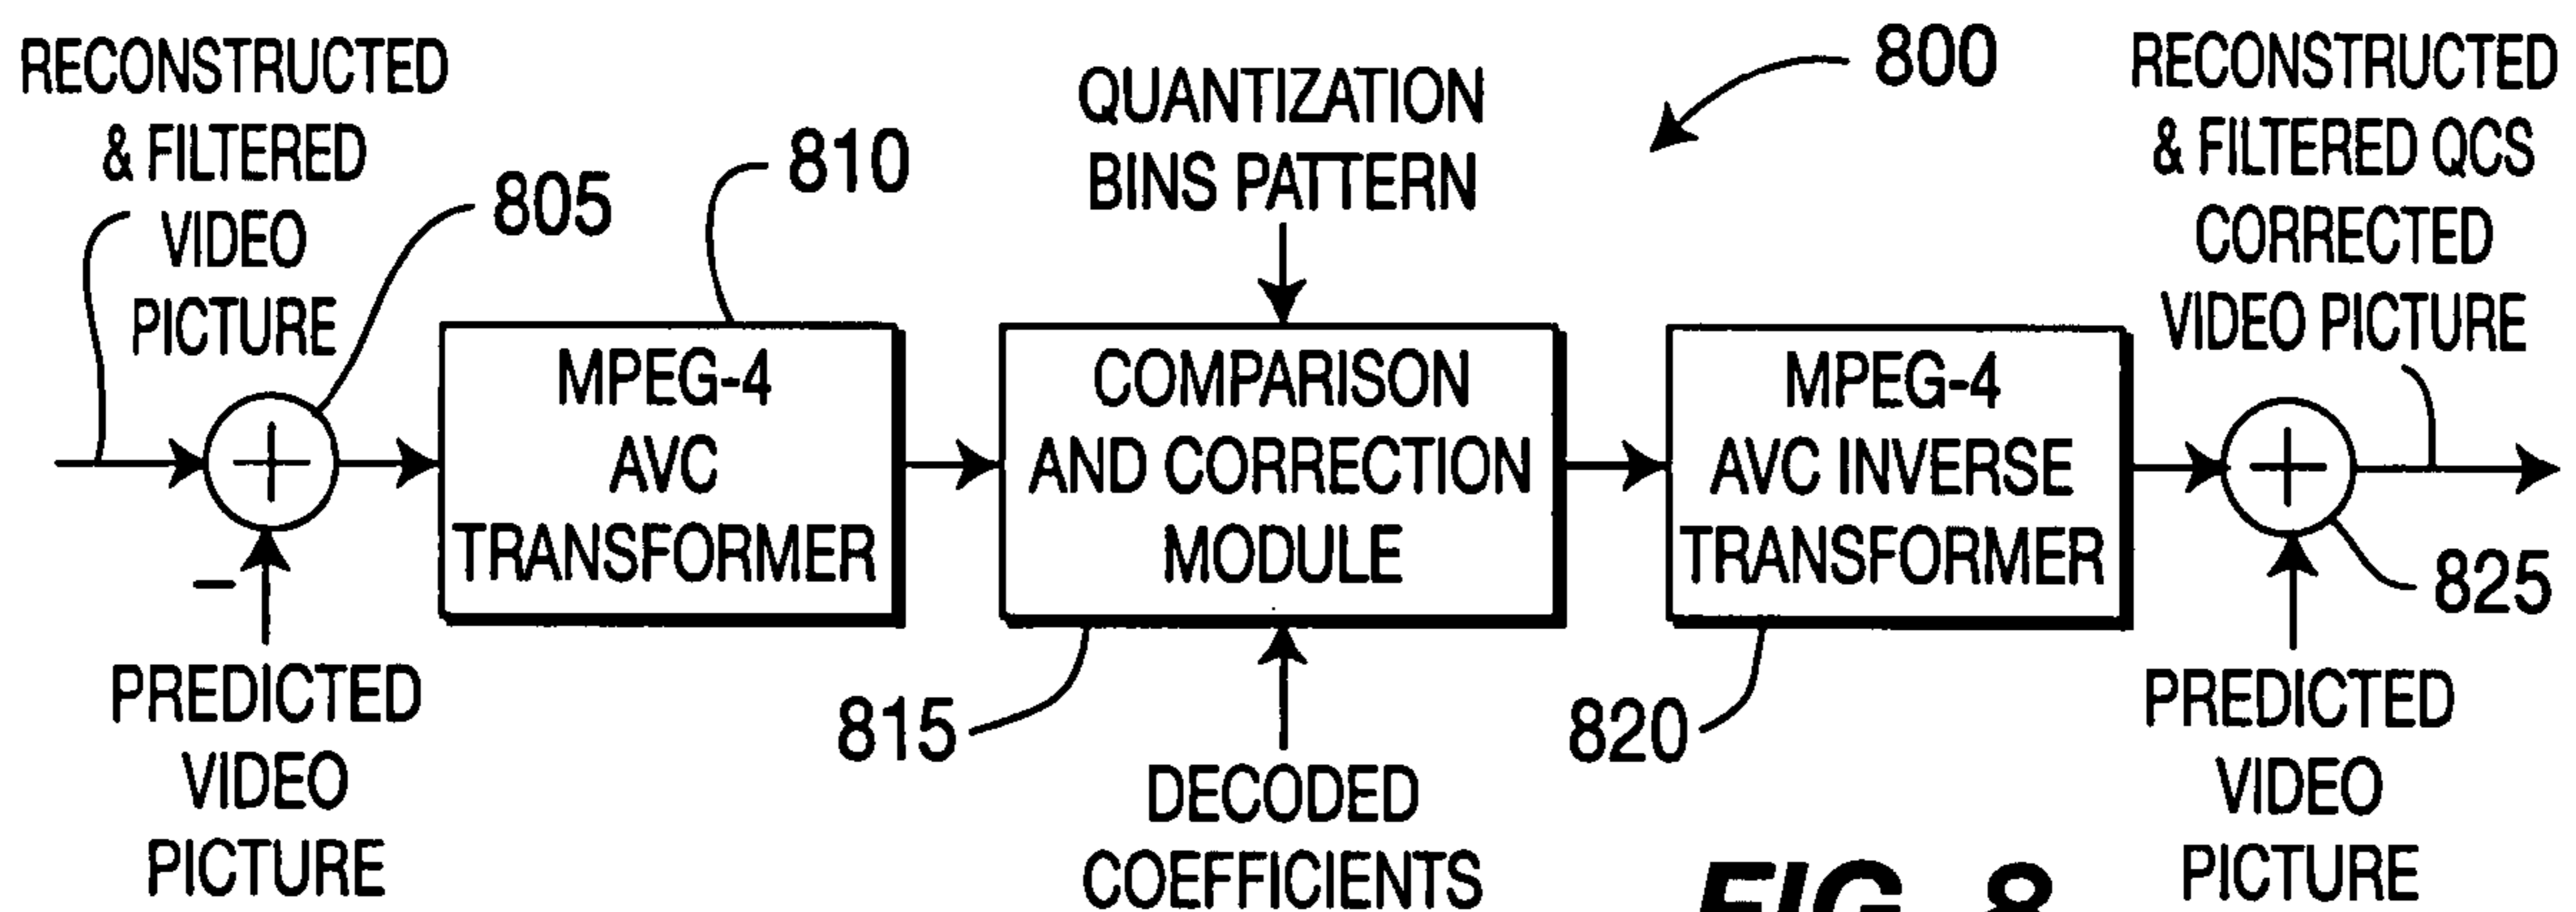 RECONSTRUCTED
& FILTERED
VIDEO
PICTURE
805
810
QUANTIZATION
BINS PATTERN
800
RECONSTRUCTED
& FILTERED QCS
CORRECTED
VIDEO PICTURE
MPEG-4
AVC
TRANSFORMER
COMPARISON
AND CORRECTION
MODULE
MPEG-4
AVC INVERSE
TRANSFORMER
+
+
−
825
PREDICTED
VIDEO
PICTURE
815
DECODED
COEFFICIENTS
820
PREDICTED
VIDEO
PICTURE
FIG. 8